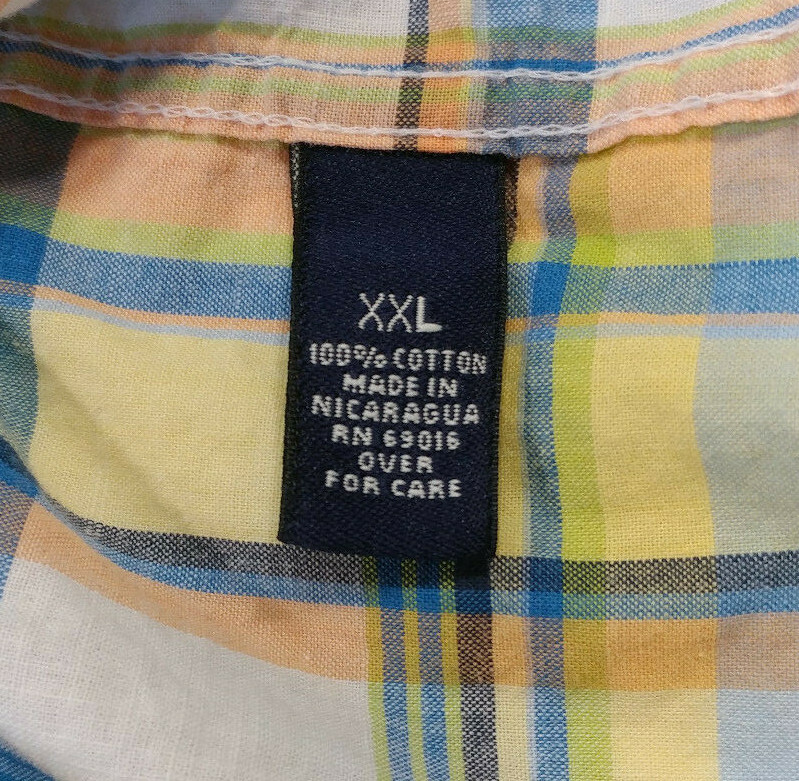 XXL
100% COTTON
MADE IN
NICARAGUA
RN 69016
OVER
FOR CARE